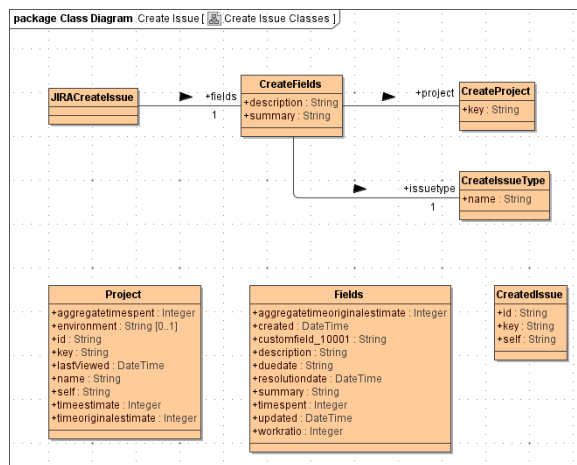 package Class Diagram Create Issue [ Create Issue Classes ]
JIRACreateIssue
+fields
1
CreateFields
+description : String
+summary : String
+project
CreateProject
+key : String
+issuetype
1
CreateIssueType
+name : String
Project
+aggregatetimespent : Integer
+environment : String [0..1]
+id : String
+key : String
+lastViewed : DateTime
+name : String
+self : String
+timeestimate : Integer
+timeoriginalestimate : Integer
Fields
+aggregatetimeoriginalestimate : Integer
+created : DateTime
+customfield_10001 : String
+description : String
+duedate : String
+resolutiondate : DateTime
+summary : String
+timespent : Integer
+updated : DateTime
+workratio : Integer
CreatedIssue
+id : String
+key : String
+self : String